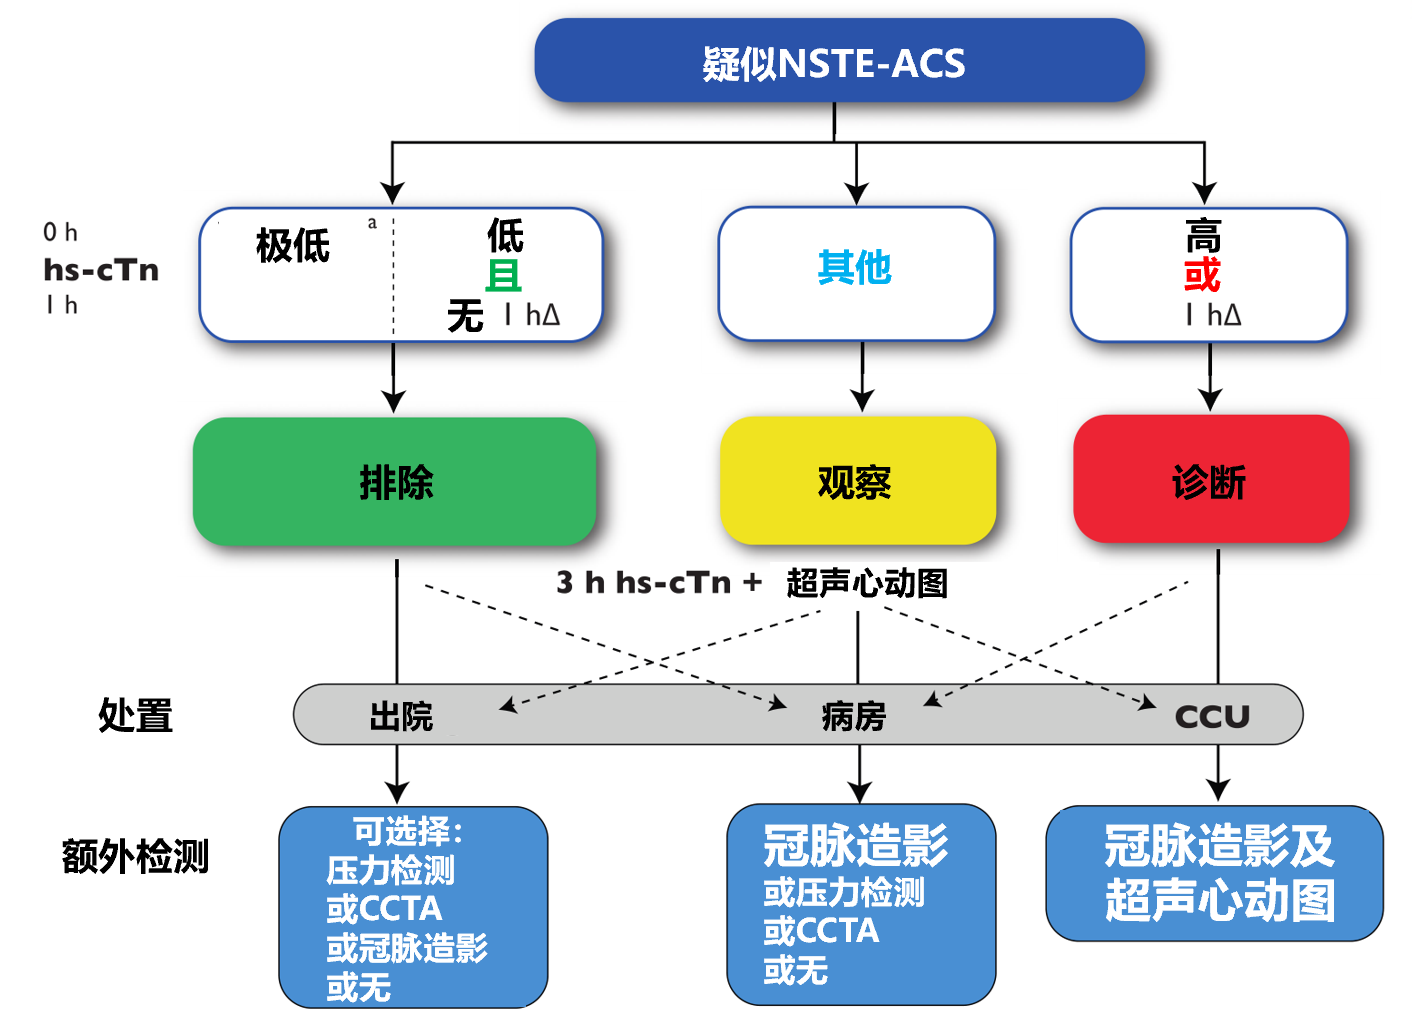 疑似NSTE-ACS
0 h
hs-cTn
1 h
极低
a
低
且
无 1 hΔ
其他
高
或
1 hΔ
排除
观察
诊断
3 h hs-cTn + 超声心动图
处置
出院
病房
CCU
额外检测
可选择：
压力检测
或CCTA
或冠脉造影
或无
冠脉造影
或压力检测
或CCTA
或无
冠脉造影及
超声心动图